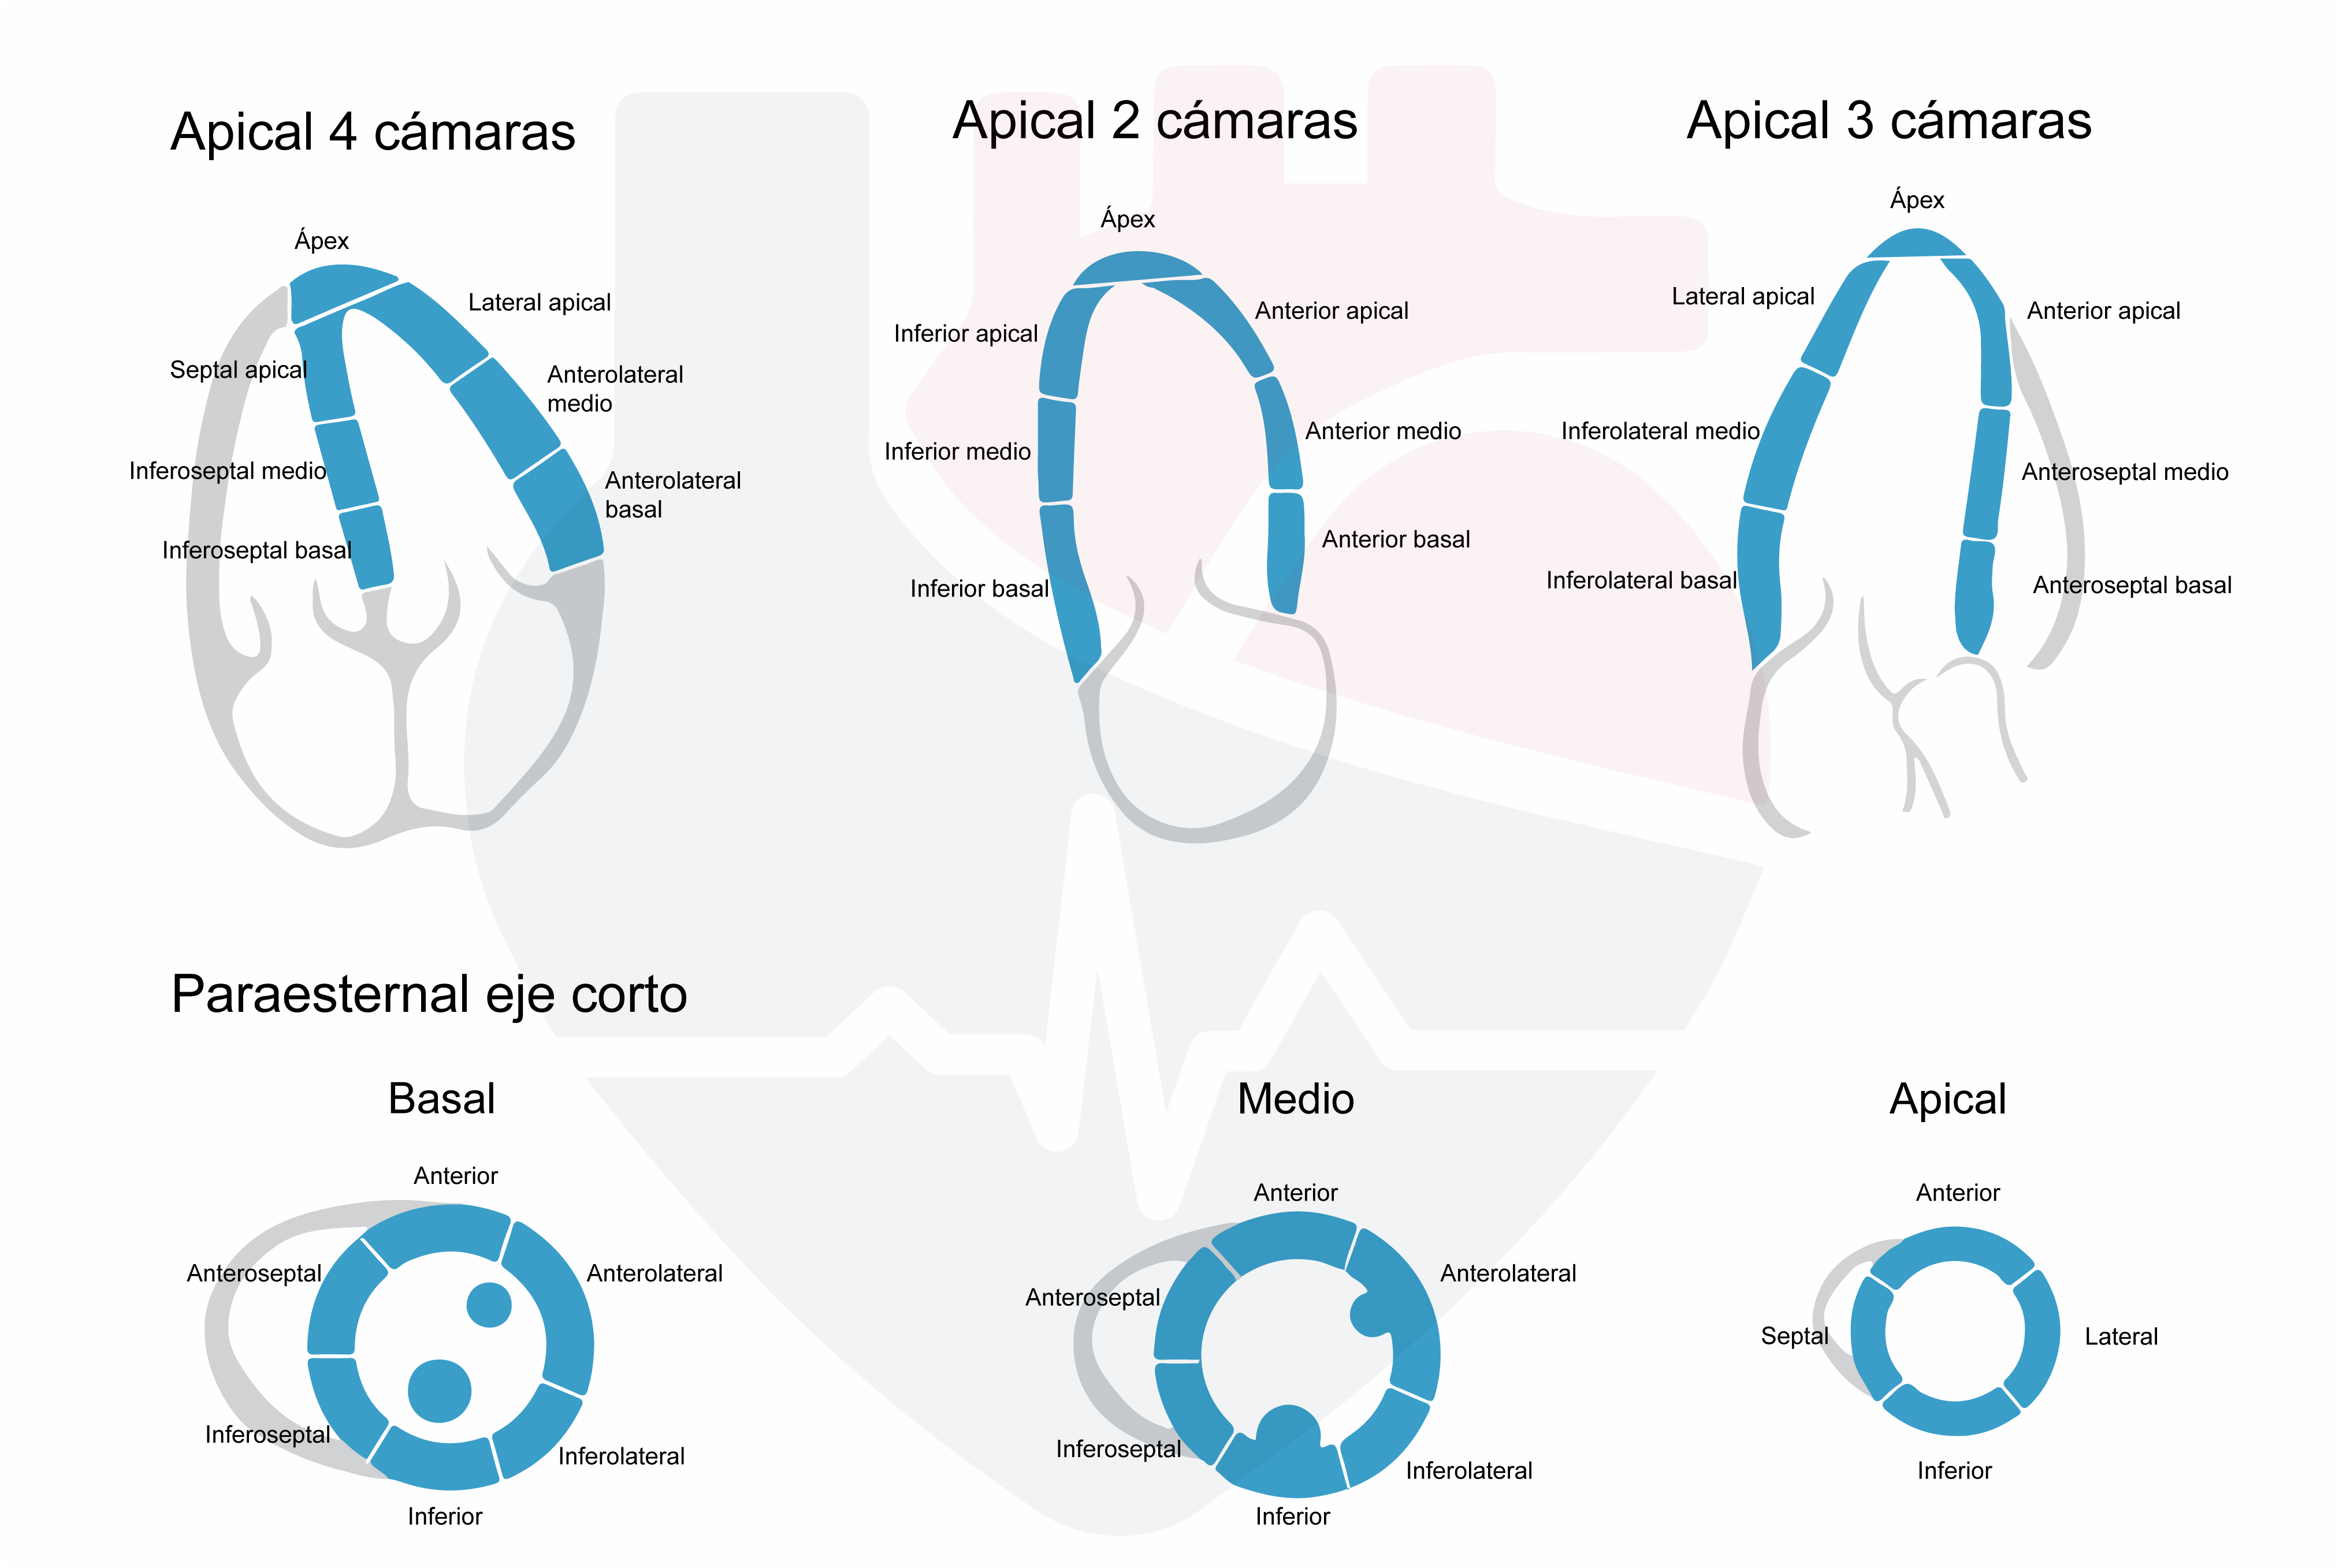 Apical 4 cámaras
Ápex
Lateral apical
Septal apical
Anterolateral
medio
Inferoseptal medio
Anterolateral
basal
Inferoseptal basal
Apical 2 cámaras
Ápex
Anterior apical
Inferior apical
Anterior medio
Inferior medio
Anterior basal
Inferior basal
Apical 3 cámaras
Ápex
Lateral apical
Anterior apical
Inferolateral medio
Anteroseptal medio
Inferolateral basal
Anteroseptal basal
Paraesternal eje corto
Basal
Anterior
Anteroseptal
Anterolateral
Inferoseptal
Inferolateral
Inferior
Medio
Anterior
Anterolateral
Anteroseptal
Inferoseptal
Inferolateral
Inferior
Apical
Anterior
Septal
Lateral
Inferior